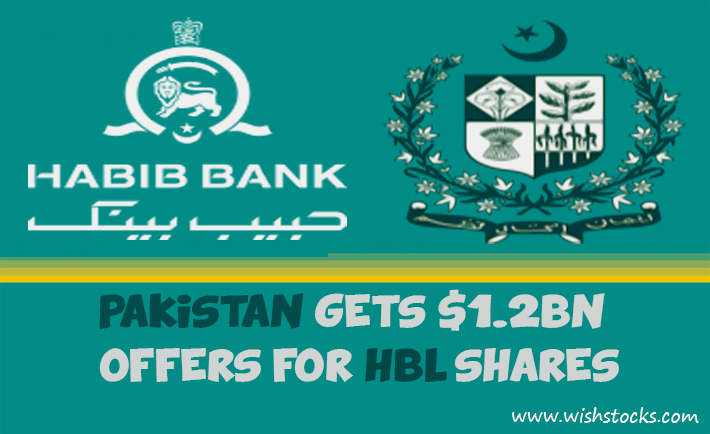 HABIB BANK
حبیب بینک
PAKISTAN GETS $1.2BN
OFFERS FOR HBL SHARES
www.wishstocks.com